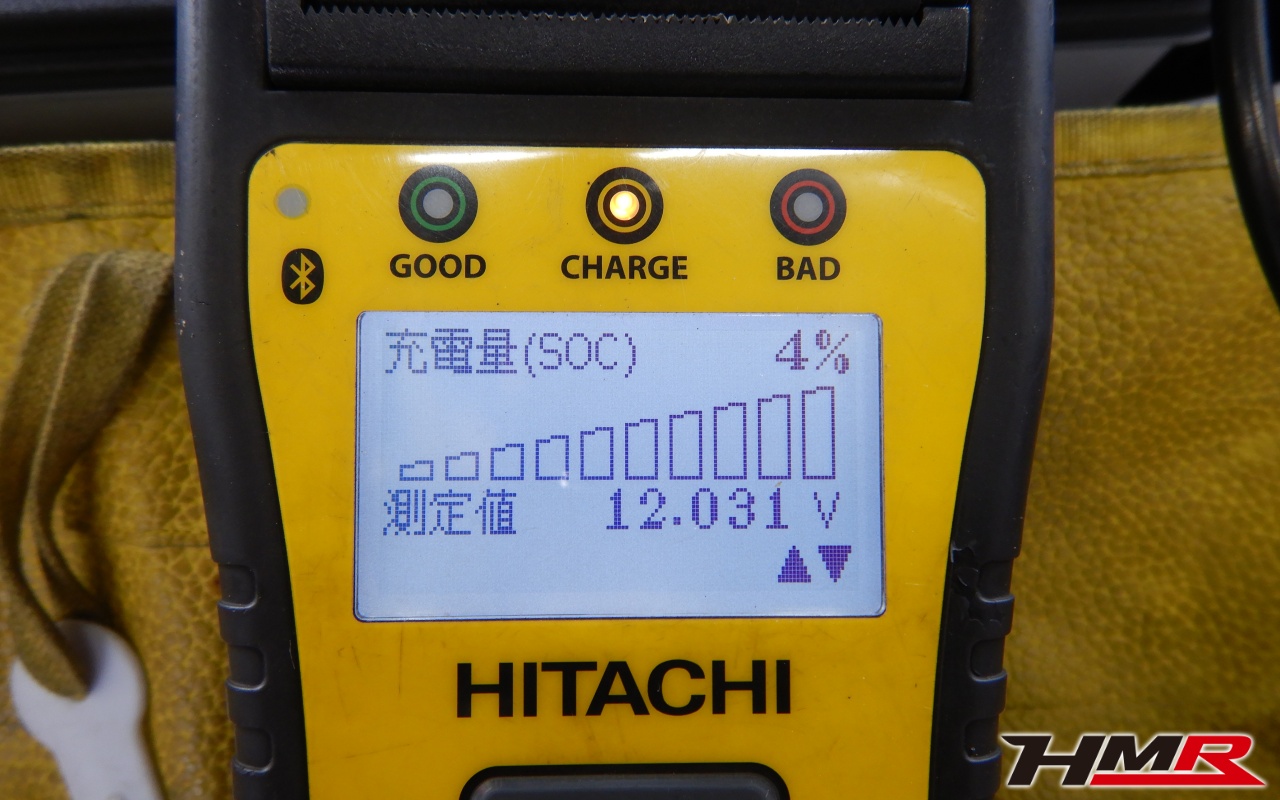 GOOD CHARGE BAD
充電量(SOC) 4%
測定値 12.031 V
▲▼
HITACHI
HMR